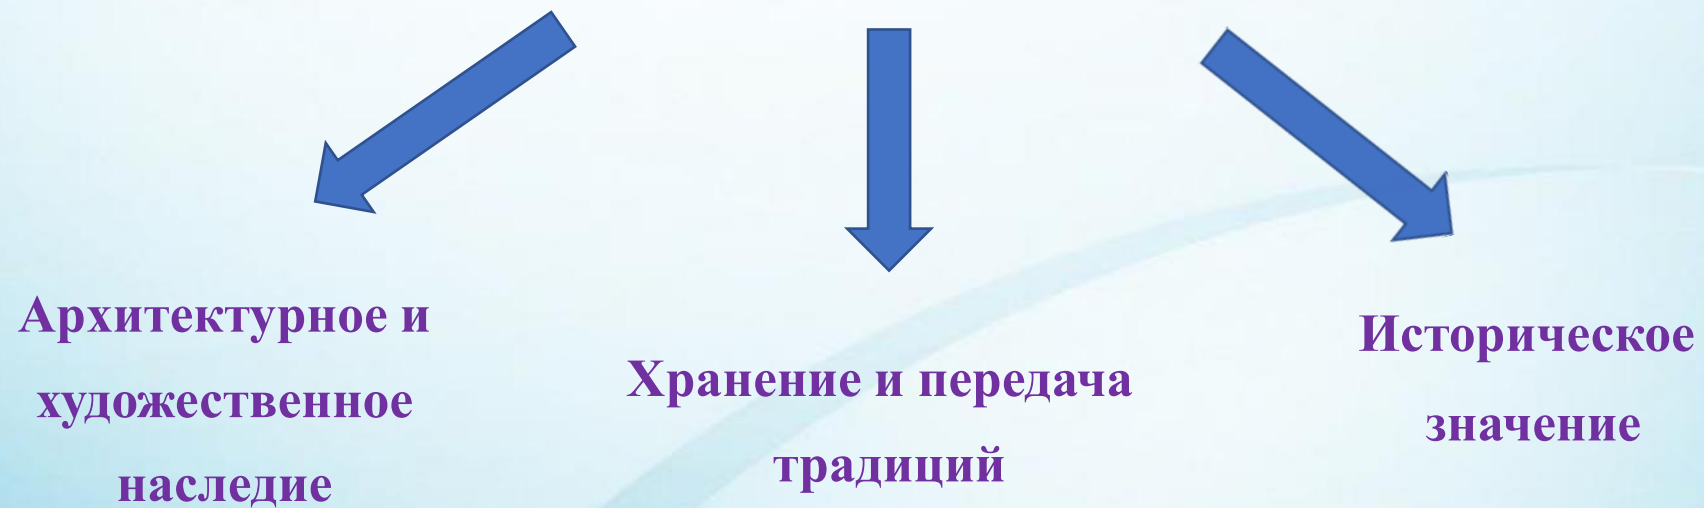 Архитектурное и
художественное
наследие
Хранение и передача
традиций
Историческое
значение